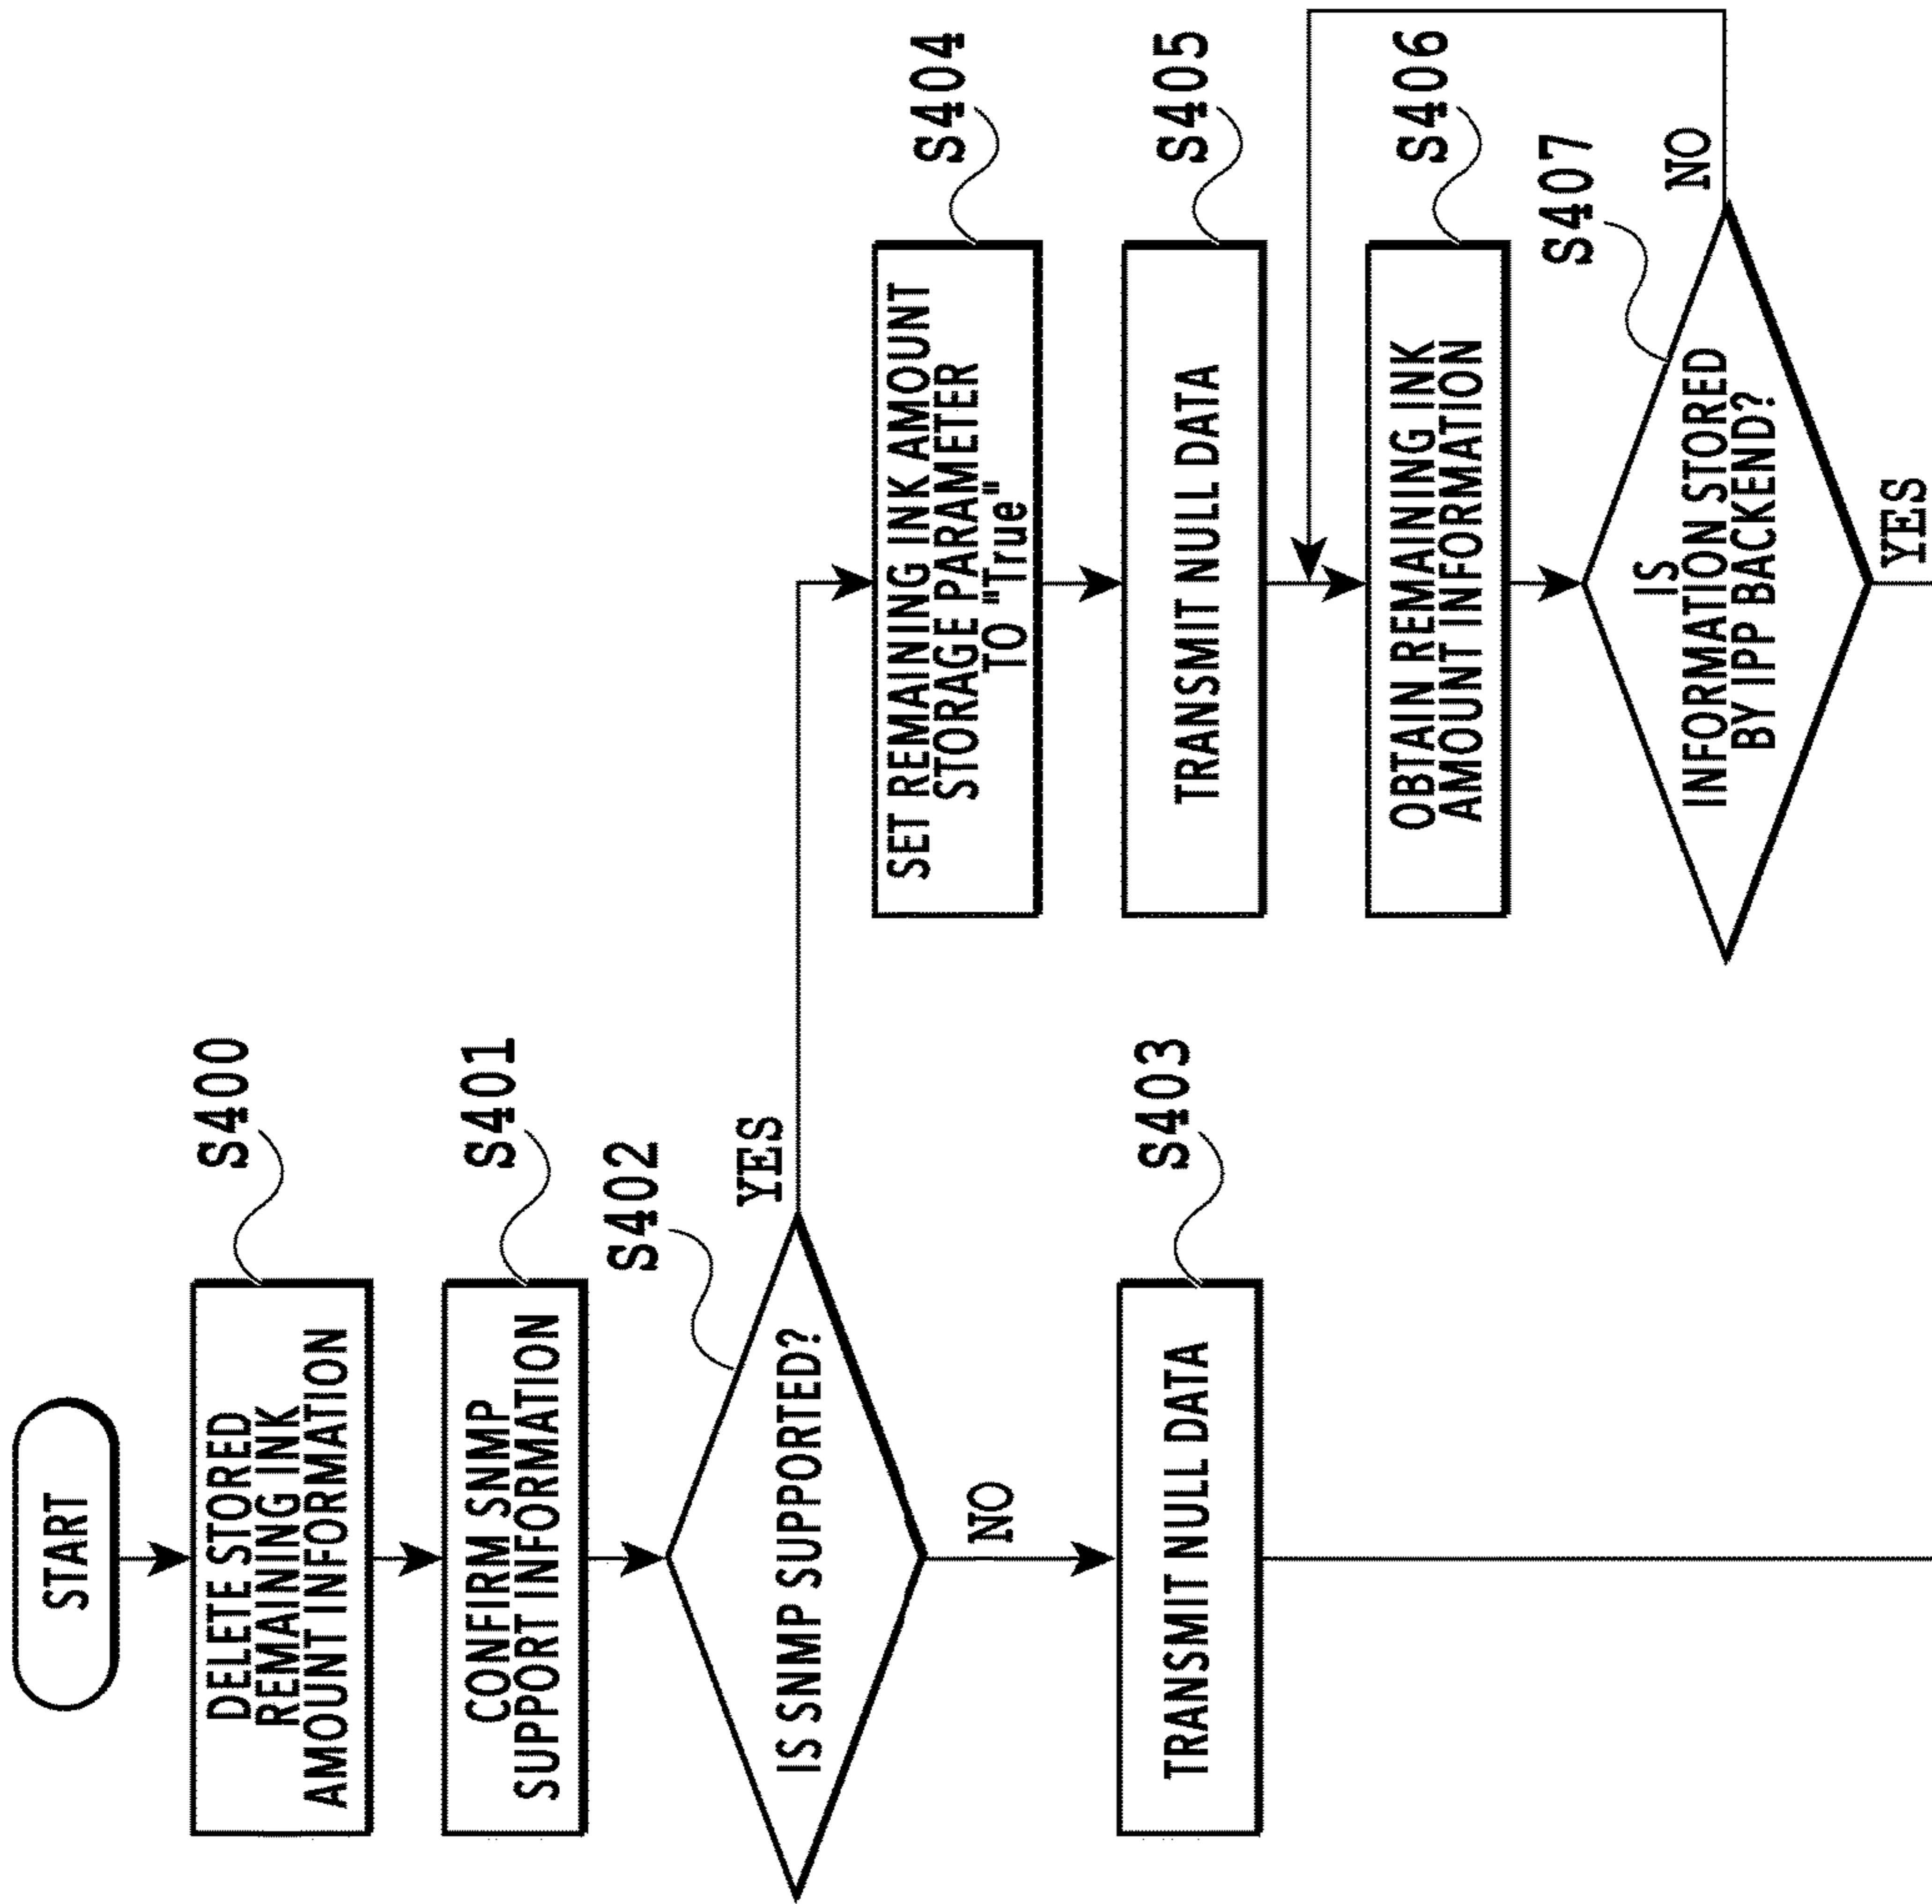 START
DELETE STORED
REMAINING INK
AMOUNT INFORMATION
S400
CONFIRM SNMP
SUPPORT INFORMATION
S401
IS SNMP SUPPORTED?
S402
YES
NO
TRANSMIT NULL DATA
S403
SET REMAINING INK AMOUNT
STORAGE PARAMETER
TO "True"
S404
TRANSMIT NULL DATA
S405
OBTAIN REMAINING INK
AMOUNT INFORMATION
S406
IS
INFORMATION STORED
BY IPP BACKEND?
S407
NO
YES